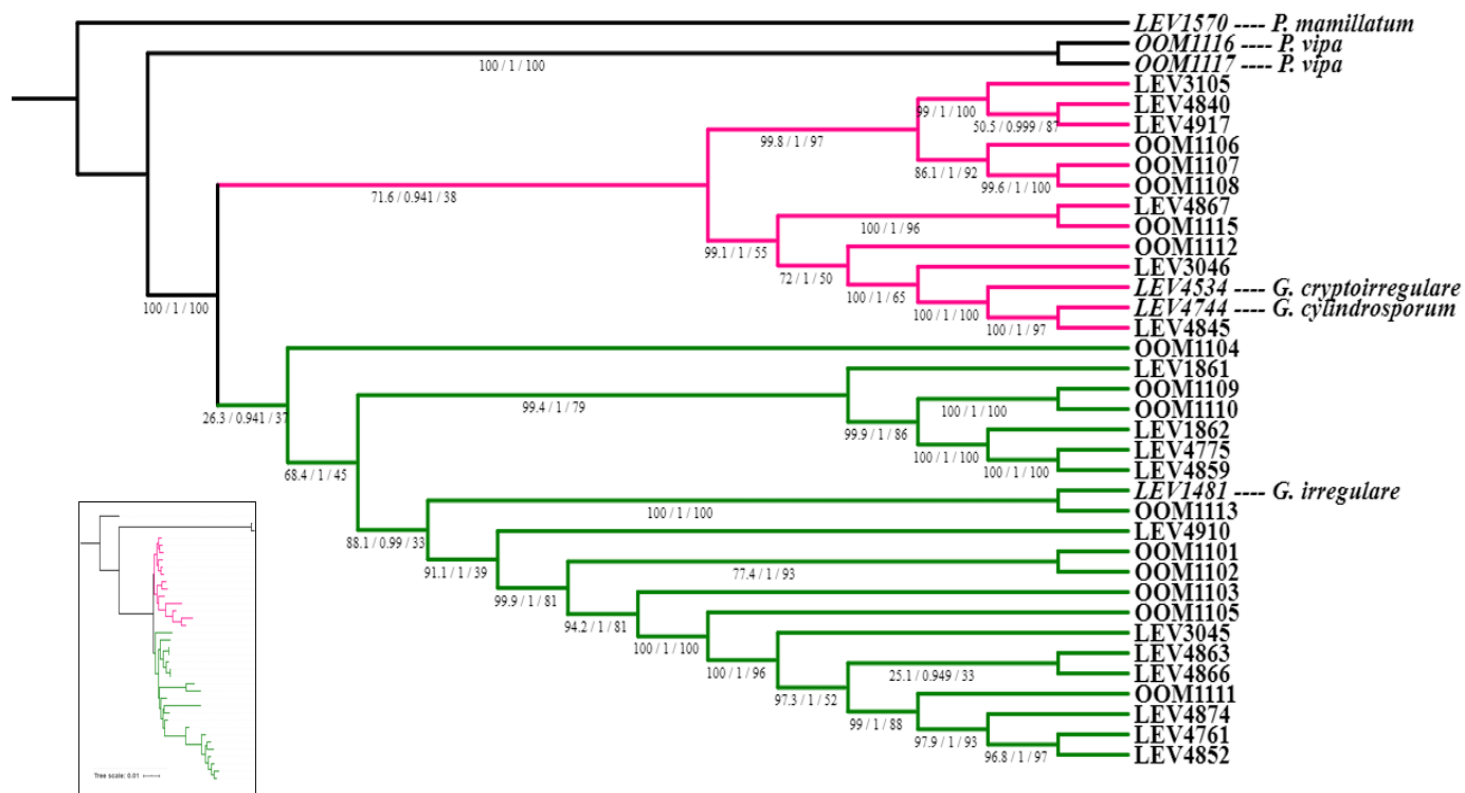 LEV1570 ---- P. mamillatum
OOM1116 ---- P. vipa
100 / 1 / 100
OOM1117 ---- P. vipa
LEV3105
LEV4840
99 / 1 / 100
LEV4917
50.5 / 0.999 / 87
99.8 / 1 / 97
OOM1106
OOM1107
86.1 / 1 / 92
OOM1108
99.6 / 1 / 100
71.6 / 0.941 / 38
LEV4867
OOM1115
100 / 1 / 96
OOM1112
99.1 / 1 / 55
LEV3046
72 / 1 / 50
LEV4534 ---- G. cryptoirregulare
100 / 1 / 65
LEV4744 ---- G. cylindrosporum
100 / 1 / 100
100 / 1 / 100
LEV4845
100 / 1 / 97
OOM1104
LEV1861
OOM1109
OOM1110
99.4 / 1 / 79
100 / 1 / 100
26.3 / 0.941 / 37
LEV1862
99.9 / 1 / 86
LEV4775
100 / 1 / 100
LEV4859
100 / 1 / 100
68.4 / 1 / 45
LEV1481 ---- G. irregulare
OOM1113
100 / 1 / 100
LEV4910
88.1 / 0.99 / 33
OOM1101
OOM1102
91.1 / 1 / 39
77.4 / 1 / 93
OOM1103
99.9 / 1 / 81
OOM1105
94.2 / 1 / 81
LEV3045
100 / 1 / 100
LEV4863
LEV4866
100 / 1 / 96
25.1 / 0.949 / 33
OOM1111
97.3 / 1 / 52
LEV4874
99 / 1 / 88
LEV4761
97.9 / 1 / 93
LEV4852
96.8 / 1 / 97
Tree scale: 0.01